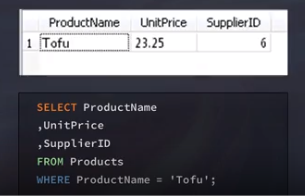 ProductName UnitPrice SupplierID
1 Tofu 23.25 6
SELECT ProductName
,UnitPrice
,SupplierID
FROM Products
WHERE ProductName = 'Tofu';